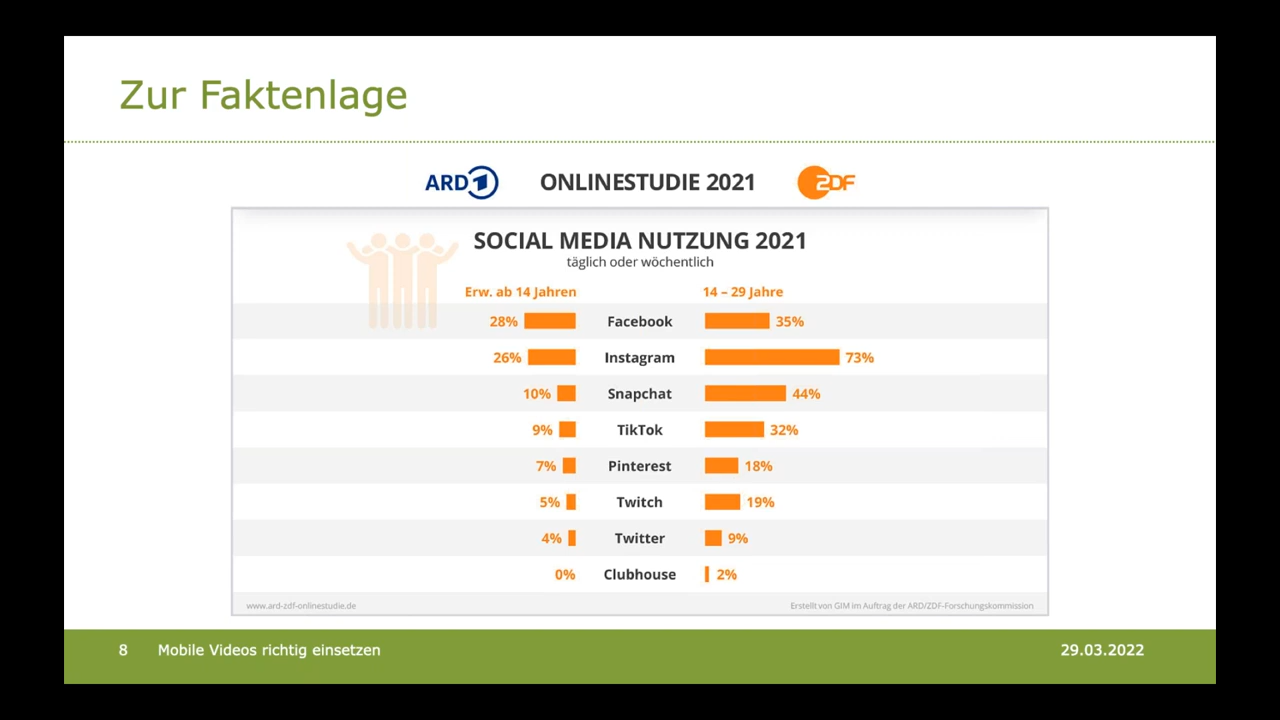 Zur Faktenlage
ARD 1 ONLINESTUDIE 2021 ZDF
SOCIAL MEDIA NUTZUNG 2021
täglich oder wöchentlich
Erw. ab 14 Jahren 14 – 29 Jahre
28% Facebook 35%
26% Instagram 73%
10% Snapchat 44%
9% TikTok 32%
7% Pinterest 18%
5% Twitch 19%
4% Twitter 9%
0% Clubhouse 2%
www.ard-zdf-onlinestudie.de Erstellt von GIM im Auftrag der ARD/ZDF-Forschungskommission
8 Mobile Videos richtig einsetzen 29.03.2022